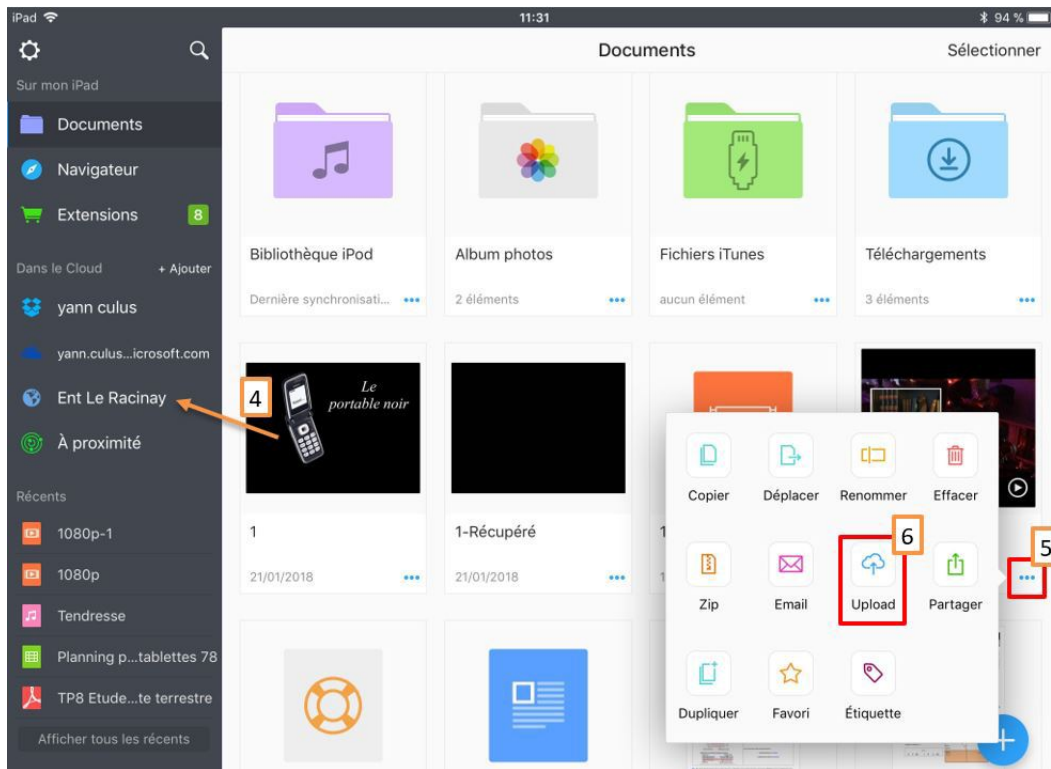 iPad 11:31 94 %
Documents Sélectionner
Sur mon iPad
Documents
Navigateur
Extensions 8
Dans le Cloud + Ajouter
yann culus
yann.culus...icrosoft.com
Ent Le Racinay
À proximité
Récents
1080p-1
1080p
Tendresse
Planning p...tablettes 78
TP8 Etude...te terrestre
Afficher tous les récents
Bibliothèque iPod Album photos Fichiers iTunes Téléchargements
Dernière synchronisati... 2 éléments aucun élément 3 éléments
4
Le
portable noir
1 1-Récupéré 1
21/01/2018 21/01/2018 1
Copier Déplacer Renommer Effacer
6
5
Zip Email Upload Partager
Dupliquer Favori Étiquette